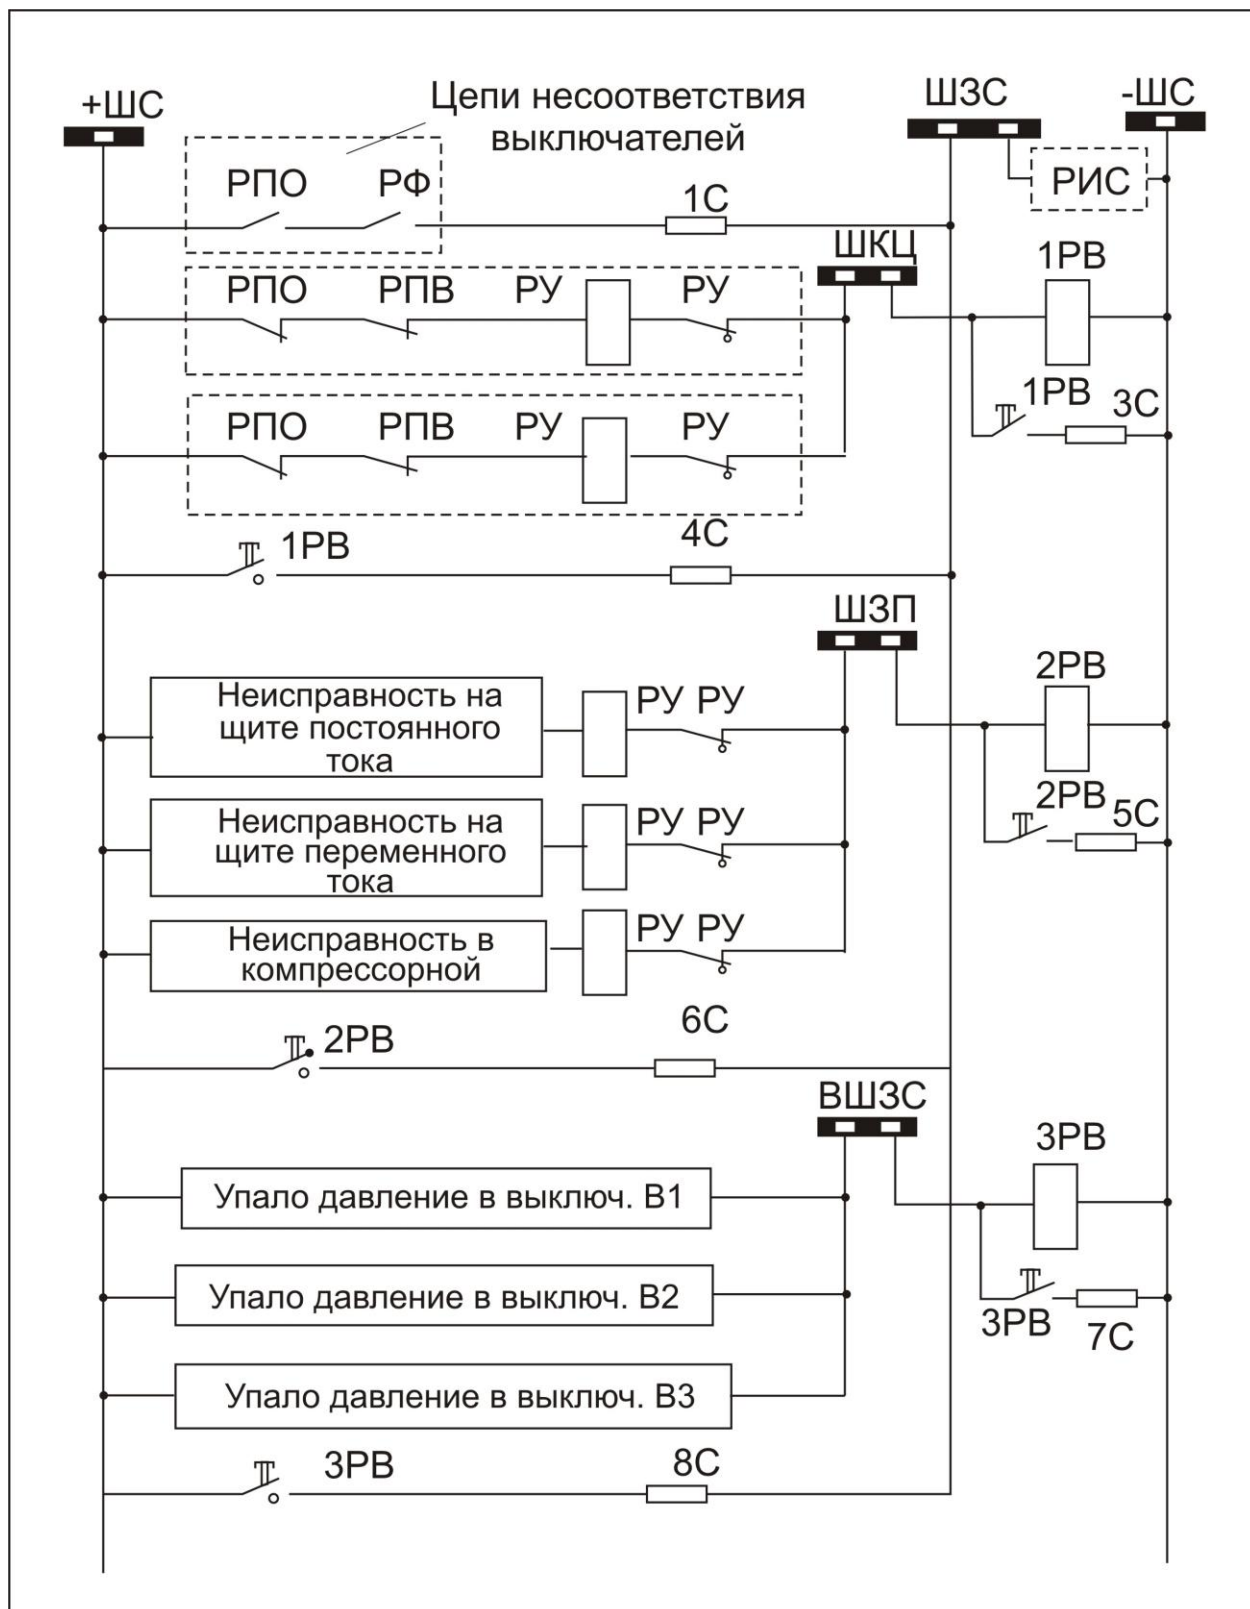 +ШС
Цепи несоответствия
выключателей
ШЗС
-ШС
РПО
РФ
1С
РИС
ШКЦ
1РВ
РПО
РПВ
РУ
РУ
1РВ
3С
РПО
РПВ
РУ
РУ
1РВ
4С
ШЗП
2РВ
Неисправность на
щите постоянного
тока
РУ РУ
2РВ
5С
Неисправность на
щите переменного
тока
РУ РУ
Неисправность в
компрессорной
РУ РУ
2РВ
6С
ВШЗС
3РВ
Упало давление в выключ. В1
Упало давление в выключ. В2
3РВ
7С
Упало давление в выключ. В3
3РВ
8С